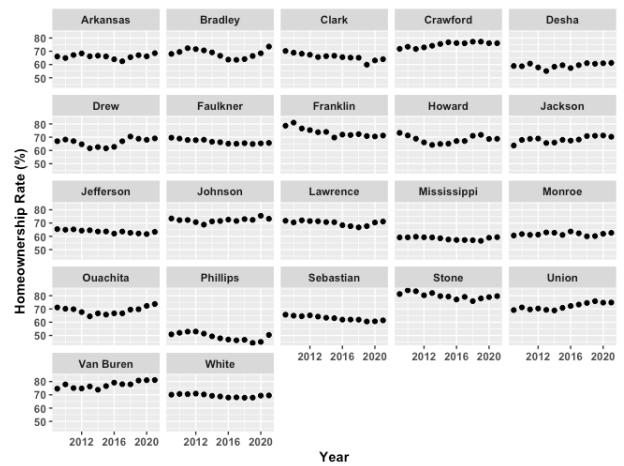 Arkansas Bradley Clark Crawford Desha
80
70
60
50
Drew Faulkner Franklin Howard Jackson
80
70
60
50
Homeownership Rate (%)
Jefferson Johnson Lawrence Mississippi Monroe
80
70
60
50
Ouachita Phillips Sebastian Stone Union
80
70
60
50
2012 2016 2020 2012 2016 2020 2012 2016 2020
Van Buren White
80
70
60
50
2012 2016 2020 2012 2016 2020
Year